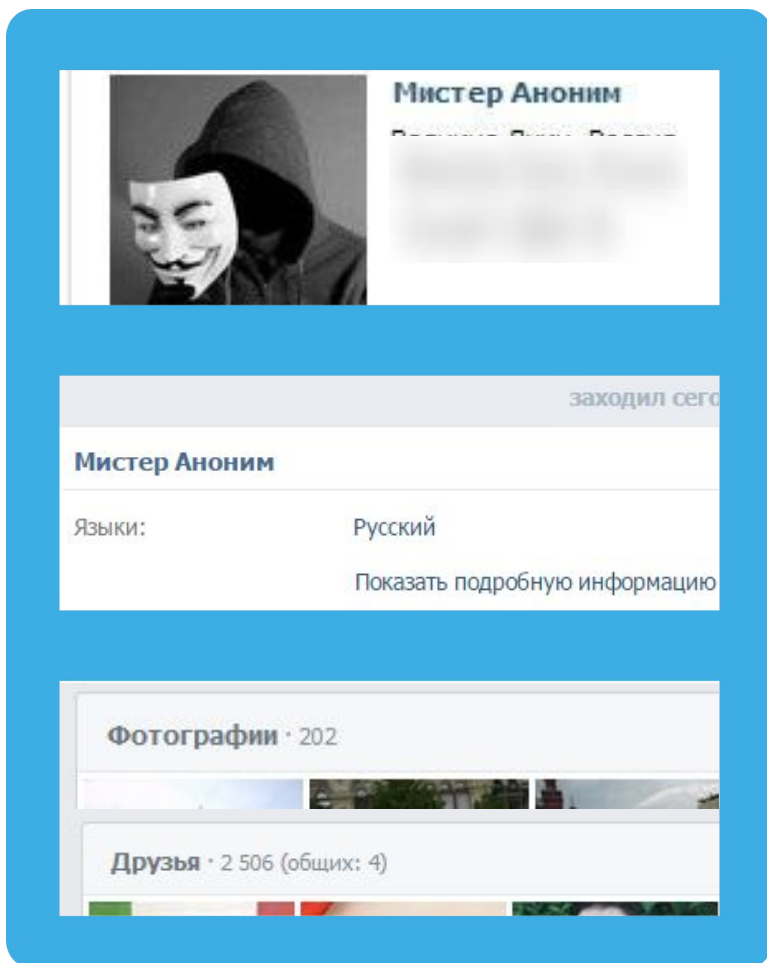 Мистер Аноним
заходил сего
Мистер Аноним
Языки:
Русский
Показать подробную информацию
Фотографии · 202
Друзья · 2 506 (общих: 4)